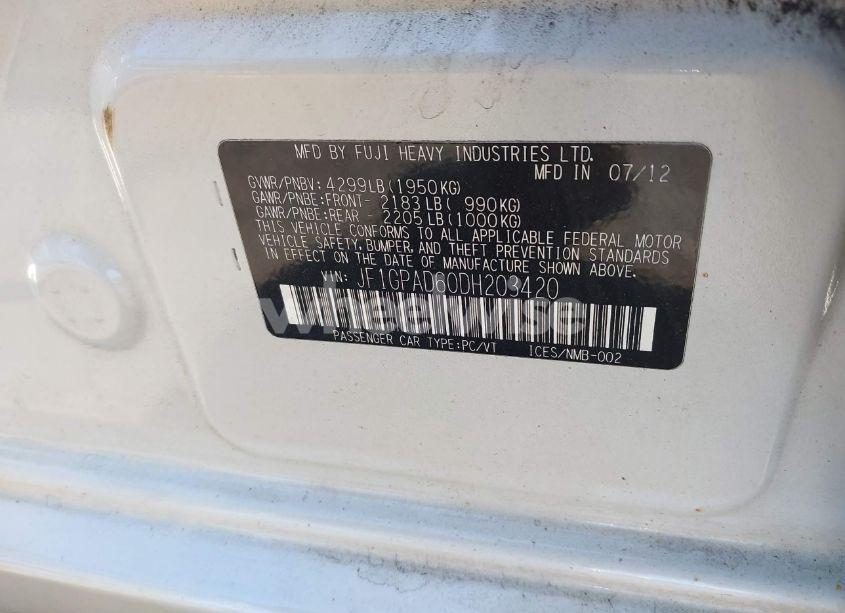 MFD BY FUJI HEAVY INDUSTRIES LTD.
MFD IN 07/12
GVWR/PNBV: 4299LB(1950KG)
GAWR/PNBE:FRONT- 2183LB( 990KG)
GAWR/PNBE:REAR - 2205LB(1000KG)
THIS VEHICLE CONFORMS TO ALL APPLICABLE FEDERAL MOTOR
VEHICLE SAFETY, BUMPER, AND THEFT PREVENTION STANDARDS
IN EFFECT ON THE DATE OF MANUFACTURE SHOWN ABOVE.
VIN: JF1GPAD60DH203420
wheelwise
PASSENGER CAR TYPE:PC/VT 1CES/NMB-002